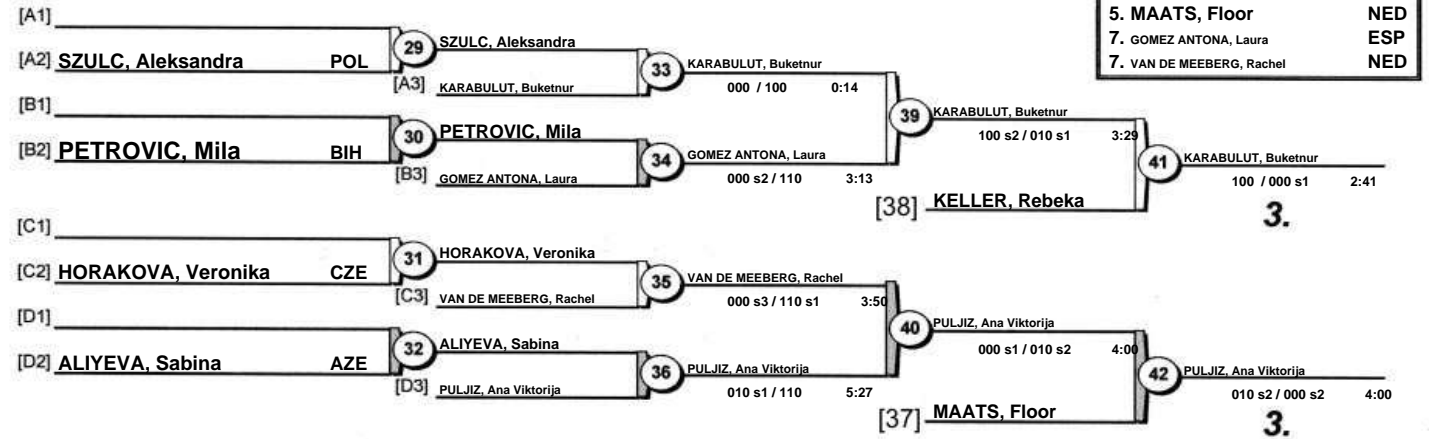 5. MAATS, Floor NED
7. GOMEZ ANTONA, Laura ESP
7. VAN DE MEEBERG, Rachel NED
[A1]
[A2] SZULC, Aleksandra POL
29
SZULC, Aleksandra
[A3] KARABULUT, Buketnur
33
KARABULUT, Buketnur
000 / 100 0:14
[B1]
[B2] PETROVIC, Mila BIH
30
PETROVIC, Mila
[B3] GOMEZ ANTONA, Laura
34
GOMEZ ANTONA, Laura
000 s2 / 110 3:13
39
KARABULUT, Buketnur
100 s2 / 010 s1 3:29
[38] KELLER, Rebeka
41
KARABULUT, Buketnur
100 / 000 s1 2:41
3.
[C1]
[C2] HORAKOVA, Veronika CZE
31
HORAKOVA, Veronika
[C3] VAN DE MEEBERG, Rachel
35
VAN DE MEEBERG, Rachel
000 s3 / 110 s1 3:50
[D1]
[D2] ALIYEVA, Sabina AZE
32
ALIYEVA, Sabina
[D3] PULJIZ, Ana Viktorija
36
PULJIZ, Ana Viktorija
010 s1 / 110 5:27
40
PULJIZ, Ana Viktorija
000 s1 / 010 s2 4:00
[37] MAATS, Floor
42
PULJIZ, Ana Viktorija
010 s2 / 000 s2 4:00
3.